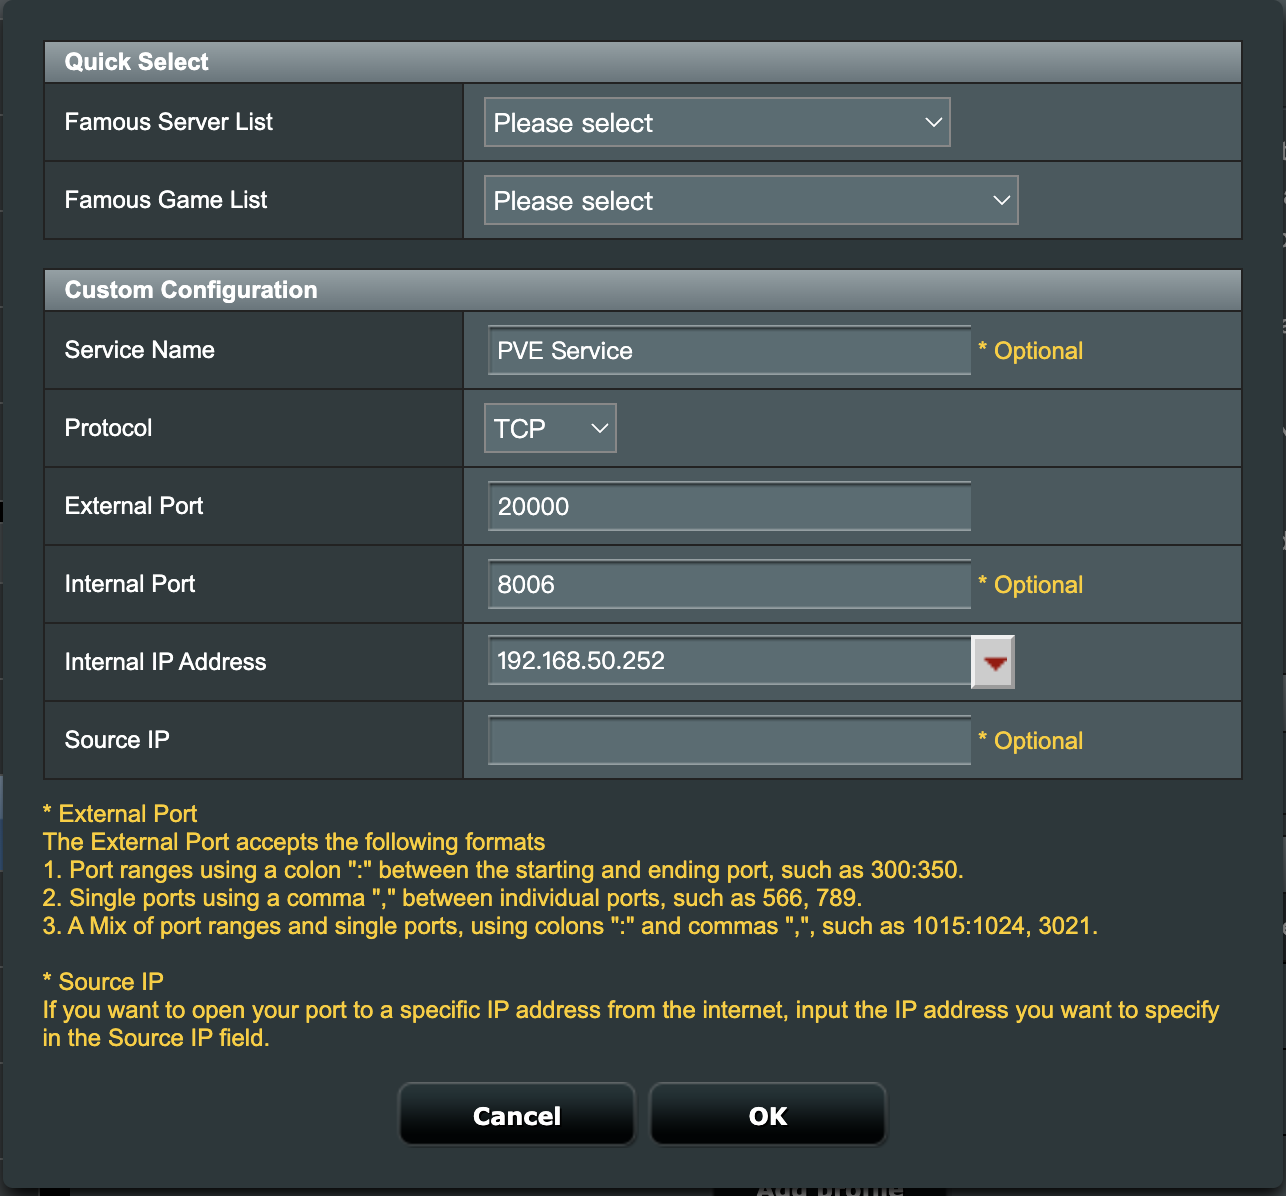 Quick Select
Famous Server List
Please select
Famous Game List
Please select
Custom Configuration
Service Name
PVE Service
* Optional
Protocol
TCP
External Port
20000
Internal Port
8006
* Optional
Internal IP Address
192.168.50.252
Source IP
* Optional
* External Port
The External Port accepts the following formats
1. Port ranges using a colon ":" between the starting and ending port, such as 300:350.
2. Single ports using a comma "," between individual ports, such as 566, 789.
3. A Mix of port ranges and single ports, using colons ":" and commas ",", such as 1015:1024, 3021.
* Source IP
If you want to open your port to a specific IP address from the internet, input the IP address you want to specify
in the Source IP field.
Cancel
OK
Add profile